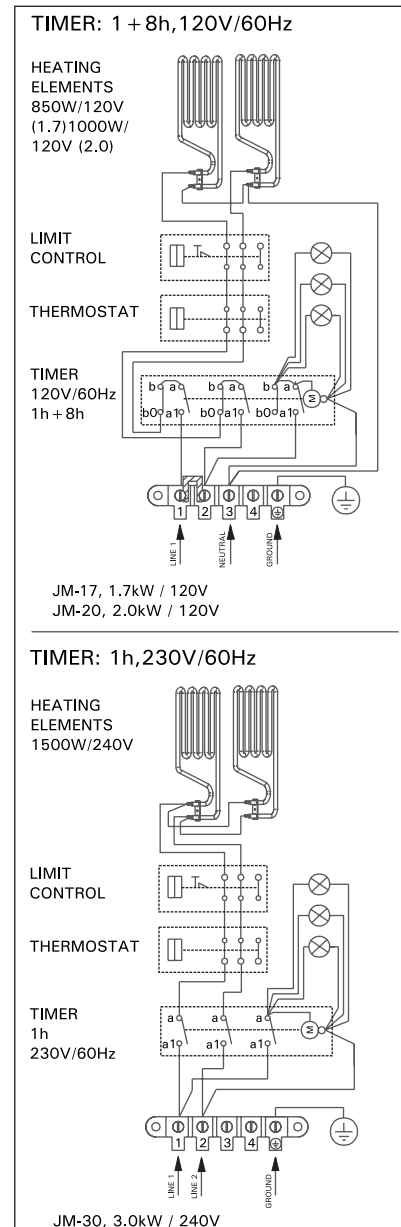 TIMER: 1+8h,120V/60Hz
HEATING
ELEMENTS
850W/120V
(1.7)1000W/
120V (2.0)
LIMIT
CONTROL
THERMOSTAT
TIMER
120V/60Hz
1h+8h
b a b a b a
M
b0 a1 b0 a1 b0 a1
1 2 3 4
LINE 1
NEUTRAL
GROUND
JM-17, 1.7kW / 120V
JM-20, 2.0kW / 120V
TIMER: 1h,230V/60Hz
HEATING
ELEMENTS
1500W/240V
LIMIT
CONTROL
THERMOSTAT
TIMER
1h
230V/60Hz
a a a
M
a1 a1 a1
1 2 3 4
LINE 1
LINE 2
GROUND
JM-30, 3.0kW / 240V